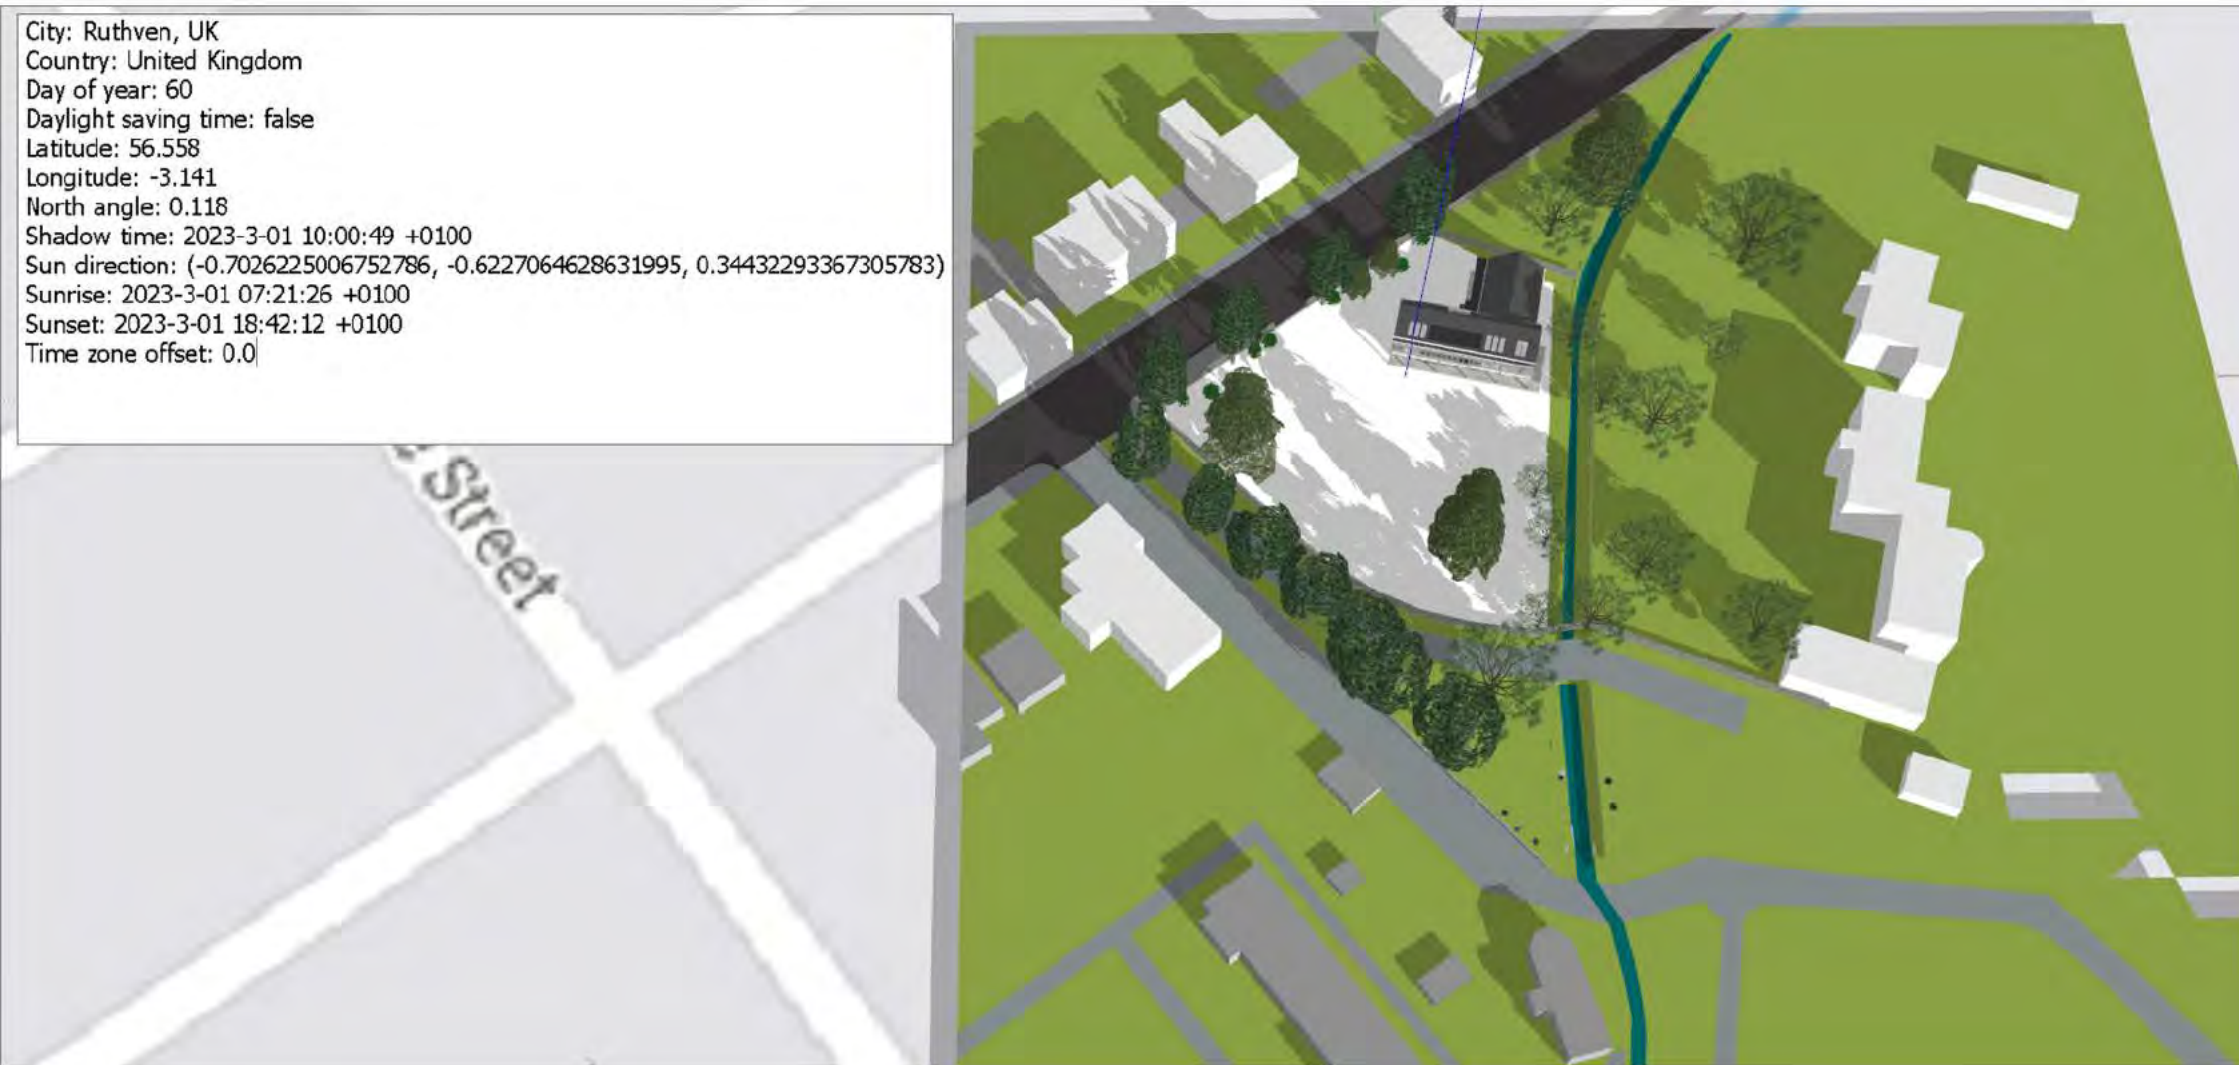 City: Ruthven, UK
Country: United Kingdom
Day of year: 60
Daylight saving time: false
Latitude: 56.558
Longitude: -3.141
North angle: 0.118
Shadow time: 2023-3-01 10:00:49 +0100
Sun direction: (-0.7026225006752786, -0.6227064628631995, 0.34432293367305783)
Sunrise: 2023-3-01 07:21:26 +0100
Sunset: 2023-3-01 18:42:12 +0100
Time zone offset: 0.0
Street